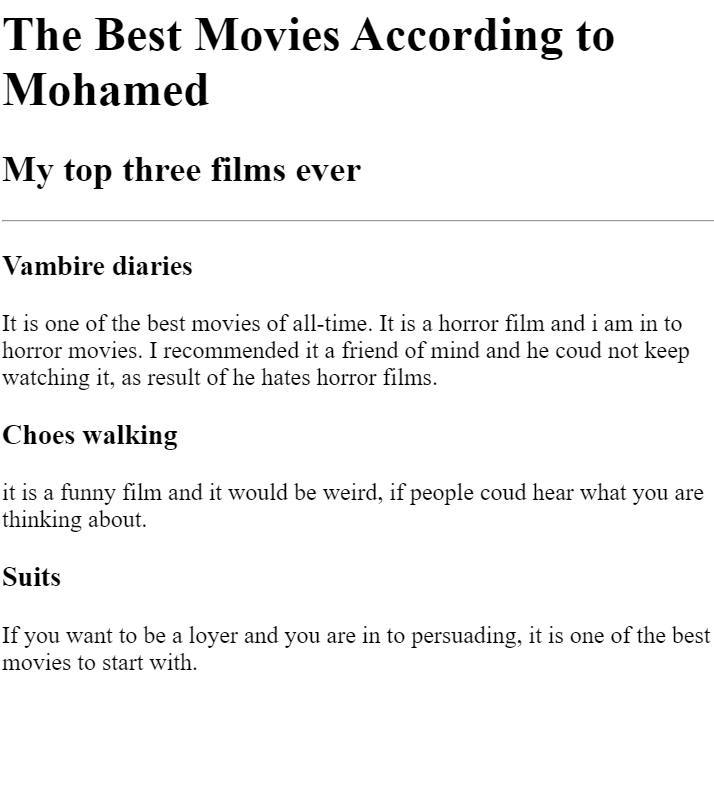 The Best Movies According to
Mohamed
My top three films ever
Vambire diaries
It is one of the best movies of all-time. It is a horror film and i am in to
horror movies. I recommended it a friend of mind and he coud not keep
watching it, as result of he hates horror films.
Choes walking
it is a funny film and it would be weird, if people coud hear what you are
thinking about.
Suits
If you want to be a loyer and you are in to persuading, it is one of the best
movies to start with.